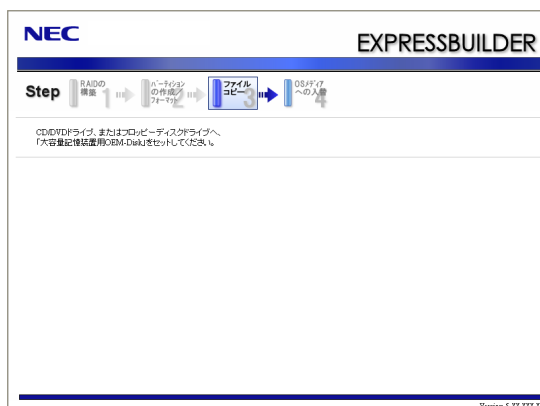 NEC
EXPRESSBUILDER
Step
RAIDの
構築 1
パーティション
の作成/
フォーマット 2
ファイル
コピー 3
OSメディア
への入替 4
CD/DVDドライブ、またはフロッピーディスクドライブへ、
「大容量記憶装置用OEM-Disk」をセットしてください。